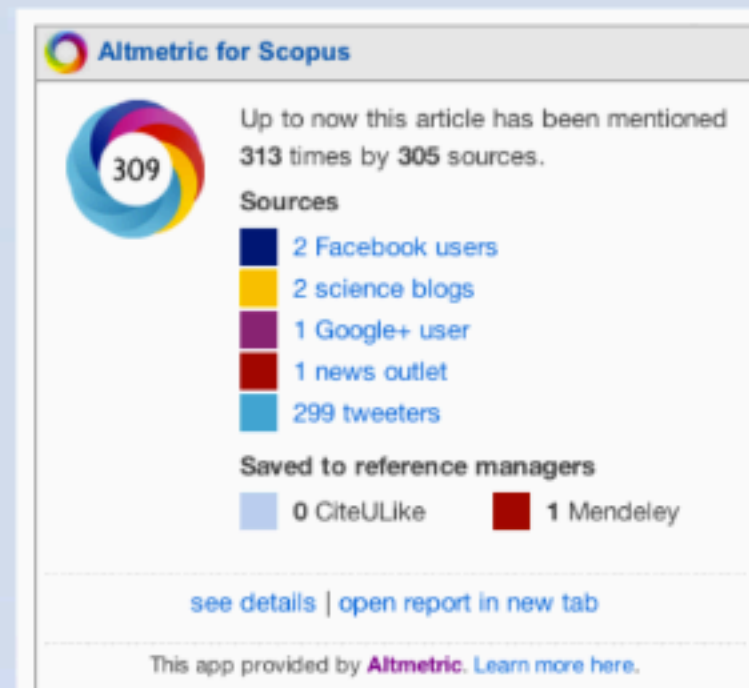 Altmetric for Scopus
309
Up to now this article has been mentioned
313 times by 305 sources.
Sources
2 Facebook users
2 science blogs
1 Google+ user
1 news outlet
299 tweeters
Saved to reference managers
0 CiteULike 1 Mendeley
see details | open report in new tab
This app provided by Altmetric. Learn more here.